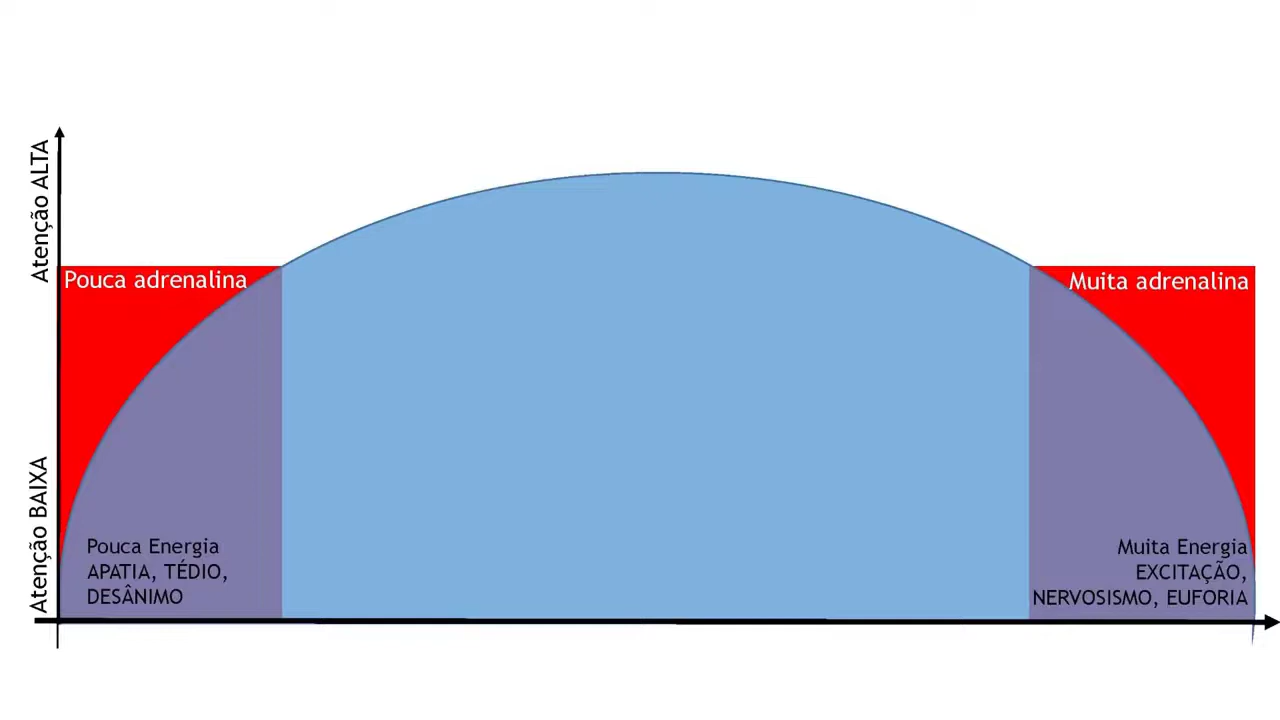 Atenção ALTA
Pouca adrenalina
Muita adrenalina
Atenção BAIXA
Pouca Energia
APATIA, TÉDIO,
DESÂNIMO
Muita Energia
EXCITAÇÃO,
NERVOSISMO, EUFORIA